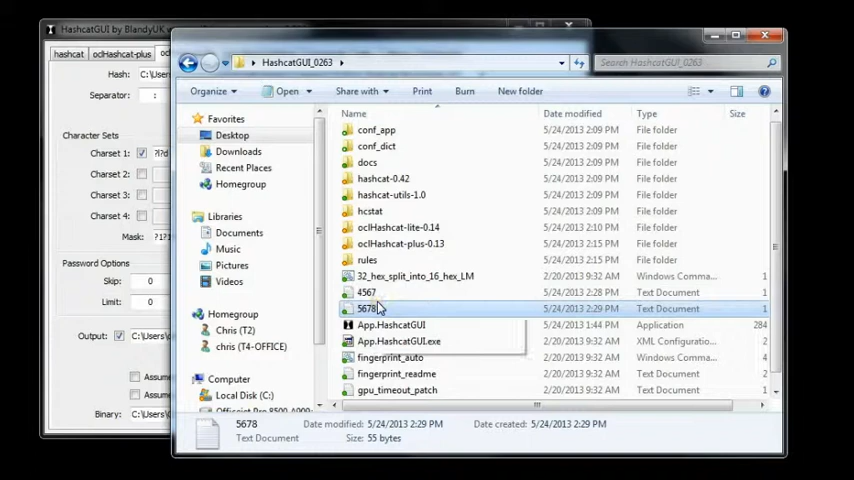 HashcatGUI by BlandyUK
hashcat
oclHashcat-plus
Hash:
C:\Users
Separator:
:
Character Sets
Charset 1:
?l?d
Charset 2:
Charset 3:
Charset 4:
Mask:
?1?1
Password Options
Skip:
0
Limit:
0
Output:
C:\Users
Assume
Assume
Binary:
C:\Users
HashcatGUI_0263
Search HashcatGUI_0263
Organize
Open
Share with
Print
Burn
New folder
Favorites
Desktop
Downloads
Recent Places
Homegroup
Libraries
Documents
Music
Pictures
Videos
Homegroup
Chris (T2)
chris (T4-OFFICE)
Computer
Local Disk (C:)
Officejet Pro 8500 A909
Name Date modified Type Size
conf_app 5/24/2013 2:09 PM File folder
conf_dict 5/24/2013 2:09 PM File folder
docs 5/24/2013 2:09 PM File folder
hashcat-0.42 5/24/2013 2:09 PM File folder
hashcat-utils-1.0 5/24/2013 2:09 PM File folder
hcstat 5/24/2013 2:09 PM File folder
oclHashcat-lite-0.14 5/24/2013 2:10 PM File folder
oclHashcat-plus-0.13 5/24/2013 2:15 PM File folder
rules 5/24/2013 2:15 PM File folder
32_hex_split_into_16_hex_LM 2/20/2013 9:32 AM Windows Comma... 1
4567 5/24/2013 2:28 PM Text Document 1
5678 5/24/2013 2:29 PM Text Document 1
App.HashcatGUI 5/24/2013 1:44 PM Application 284
App.HashcatGUI.exe 2/20/2013 9:32 AM XML Configuratio... 1
fingerprint_auto 2/20/2013 9:32 AM Windows Comma... 1
fingerprint_readme 2/20/2013 9:32 AM Text Document 1
gpu_timeout_patch 2/20/2013 9:32 AM Text Document 1
5678 Date modified: 5/24/2013 2:29 PM Date created: 5/24/2013 2:29 PM
Text Document Size: 55 bytes